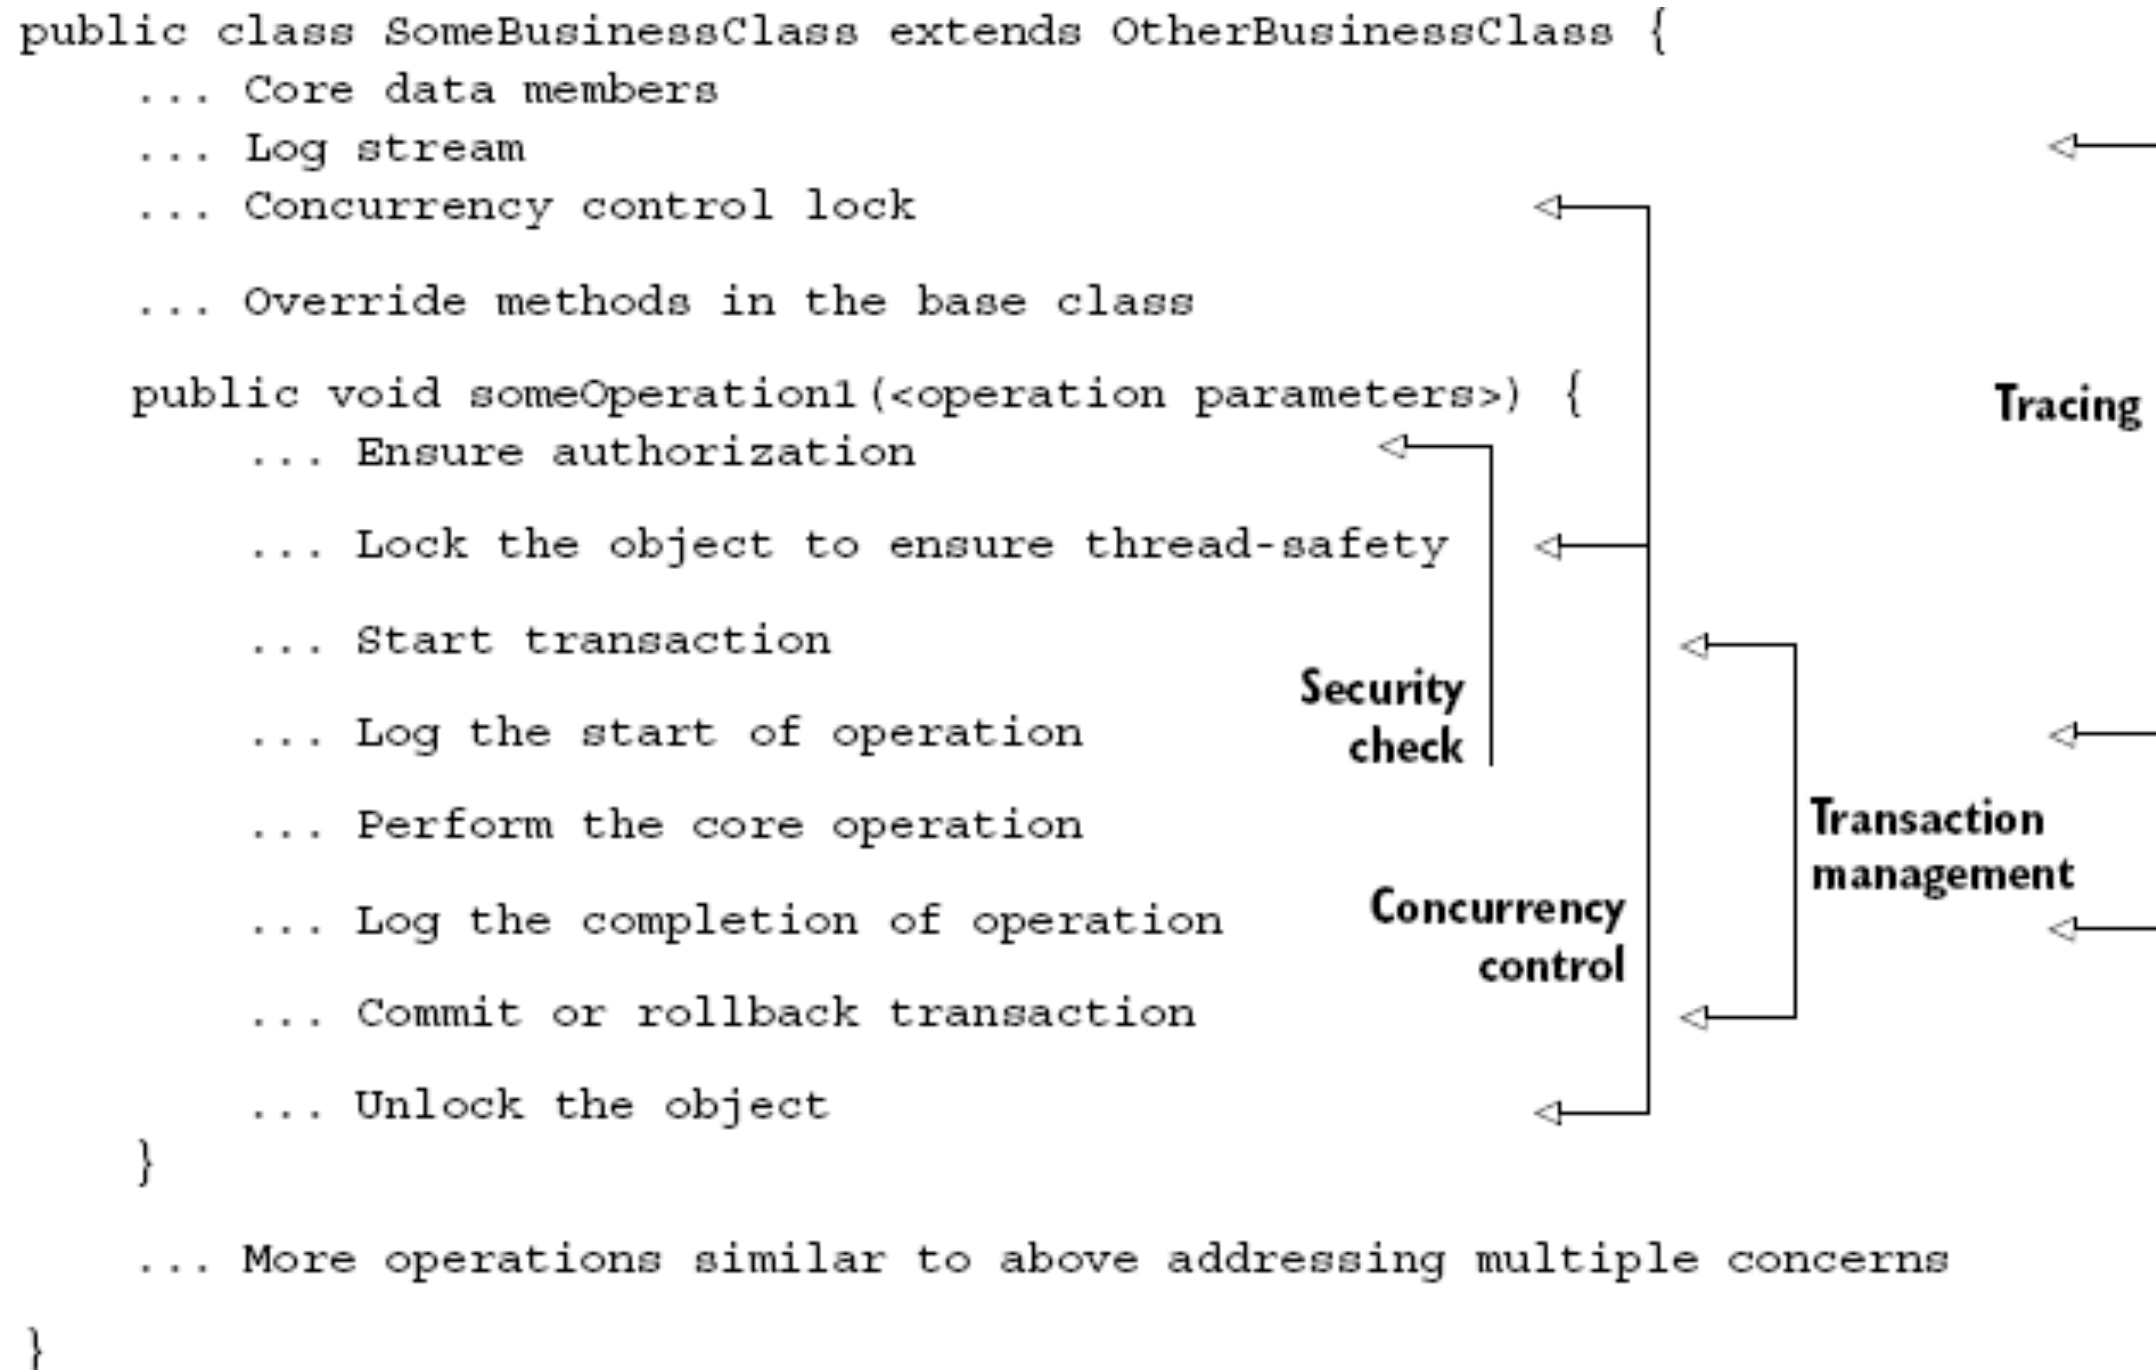 public class SomeBusinessClass extends OtherBusinessClass {
... Core data members
... Log stream
... Concurrency control lock
... Override methods in the base class
public void someOperation1(<operation parameters>) {
Tracing
... Ensure authorization
... Lock the object to ensure thread-safety
... Start transaction
Security
check
... Log the start of operation
... Perform the core operation
Transaction
management
... Log the completion of operation
Concurrency
control
... Commit or rollback transaction
... Unlock the object
}
... More operations similar to above addressing multiple concerns
}